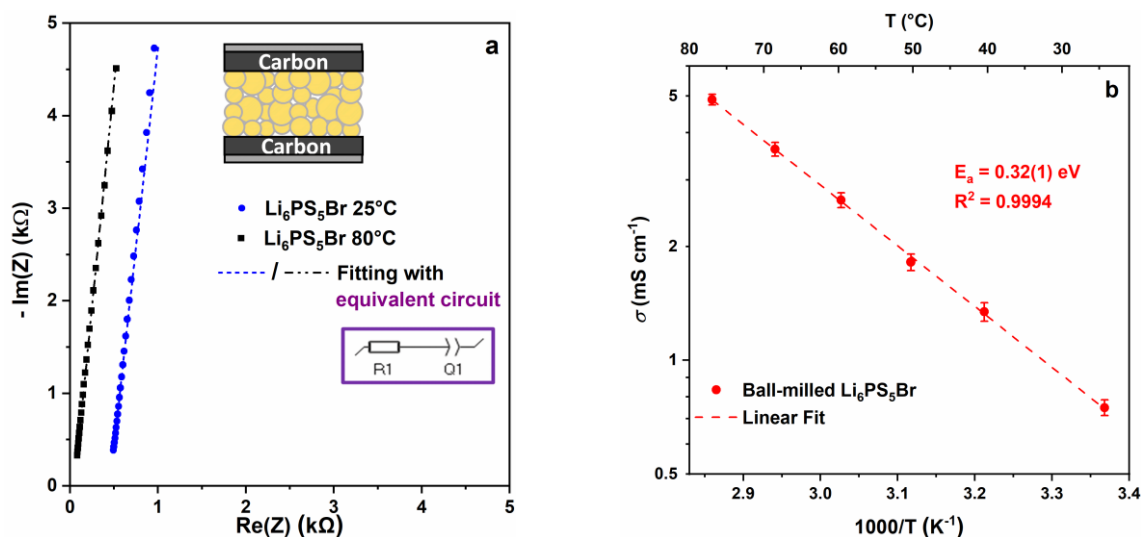 a
5
4
3
2
1
0
- Im(Z) (kΩ)
0 1 2 3 4 5
Re(Z) (kΩ)
Carbon
Carbon
Li₆PS₅Br 25°C
Li₆PS₅Br 80°C
/ Fitting with
equivalent circuit
R1 Q1
T (°C)
80 70 60 50 40 30
b
5
2
1
0.5
σ (mS cm⁻¹)
Eₐ = 0.32(1) eV
R² = 0.9994
Ball-milled Li₆PS₅Br
Linear Fit
2.9 3.0 3.1 3.2 3.3 3.4
1000/T (K⁻¹)